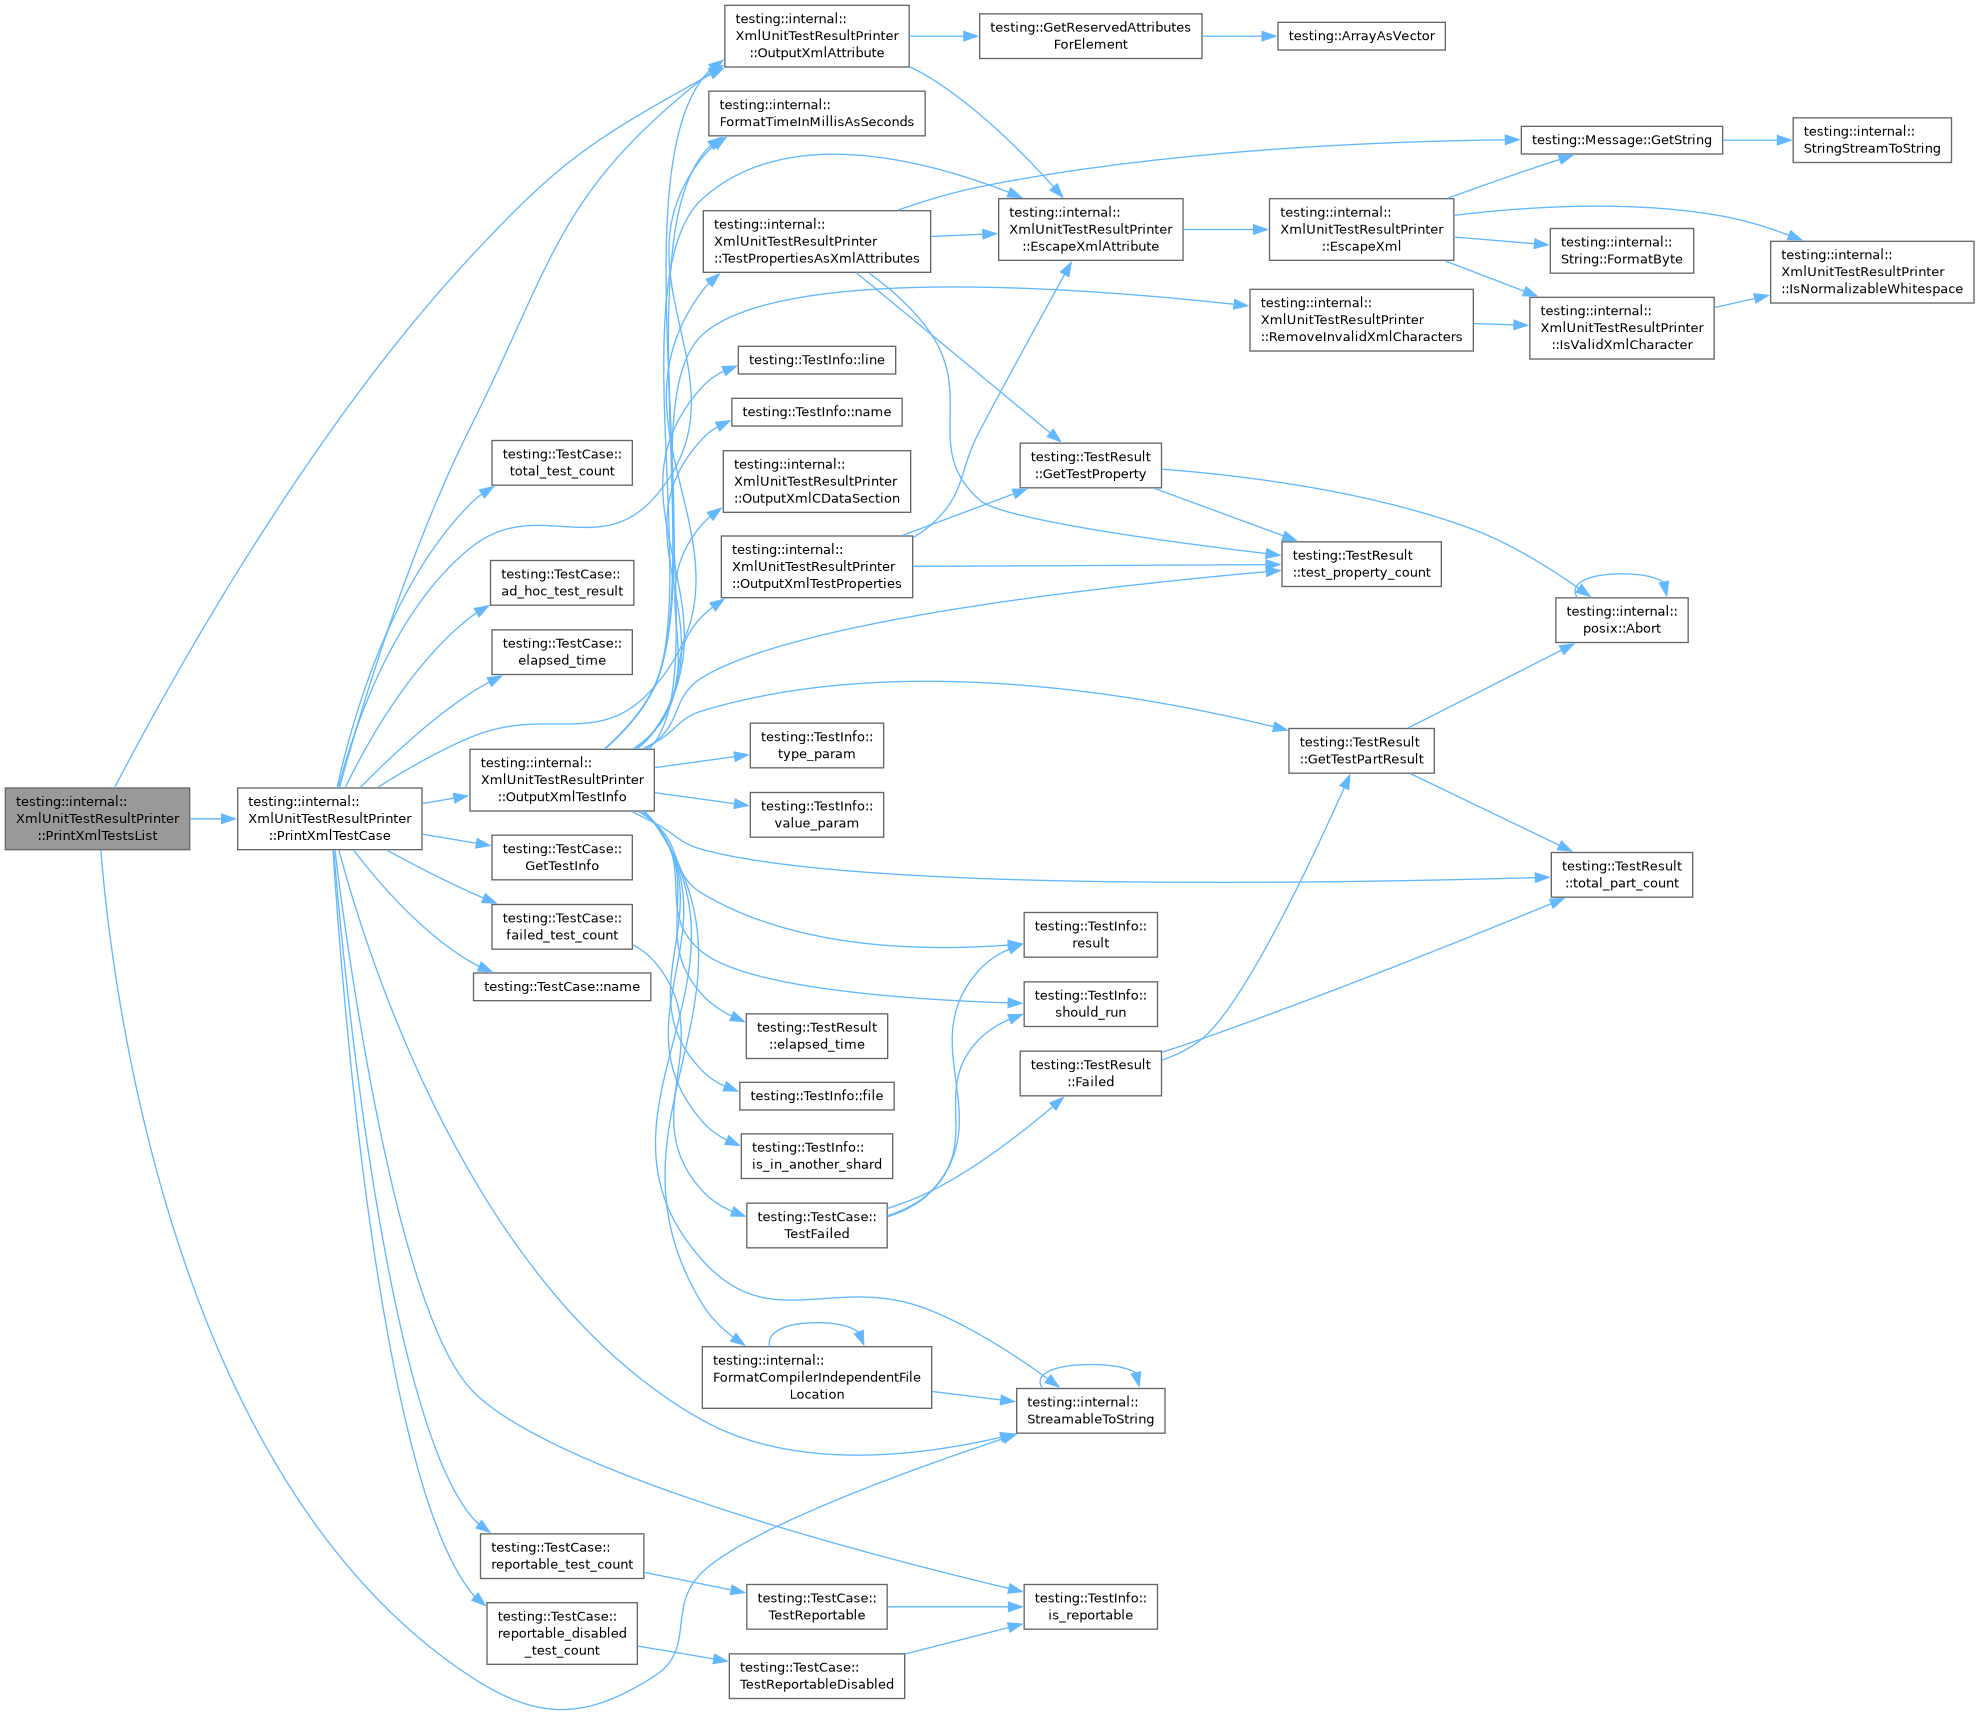 testing::internal::
XmlUnitTestResultPrinter
::PrintXmlTestsList
testing::internal::
XmlUnitTestResultPrinter
::PrintXmlTestCase
testing::TestCase::
total_test_count
testing::TestCase::
ad_hoc_test_result
testing::TestCase::
elapsed_time
testing::internal::
XmlUnitTestResultPrinter
::OutputXmlTestInfo
testing::TestCase::
GetTestInfo
testing::TestCase::
failed_test_count
testing::TestCase::name
testing::TestCase::
reportable_test_count
testing::TestCase::
reportable_disabled
_test_count
testing::internal::
XmlUnitTestResultPrinter
::OutputXmlAttribute
testing::internal::
FormatTimeInMillisAsSeconds
testing::internal::
XmlUnitTestResultPrinter
::TestPropertiesAsXmlAttributes
testing::TestInfo::line
testing::TestInfo::name
testing::internal::
XmlUnitTestResultPrinter
::OutputXmlCDataSection
testing::internal::
XmlUnitTestResultPrinter
::OutputXmlTestProperties
testing::TestInfo::
type_param
testing::TestInfo::
value_param
testing::TestResult
::elapsed_time
testing::TestInfo::file
testing::TestInfo::
is_in_another_shard
testing::TestCase::
TestFailed
testing::internal::
FormatCompilerIndependentFile
Location
testing::TestCase::
TestReportable
testing::TestCase::
TestReportableDisabled
testing::GetReservedAttributes
ForElement
testing::internal::
XmlUnitTestResultPrinter
::EscapeXmlAttribute
testing::TestResult
::GetTestProperty
testing::TestInfo::
result
testing::TestInfo::
should_run
testing::TestResult
::Failed
testing::internal::
StreamableToString
testing::TestInfo::
is_reportable
testing::ArrayAsVector
testing::internal::
XmlUnitTestResultPrinter
::EscapeXml
testing::internal::
XmlUnitTestResultPrinter
::RemoveInvalidXmlCharacters
testing::TestResult
::test_property_count
testing::TestResult
::GetTestPartResult
testing::Message::GetString
testing::internal::
String::FormatByte
testing::internal::
XmlUnitTestResultPrinter
::IsValidXmlCharacter
testing::internal::
posix::Abort
testing::TestResult
::total_part_count
testing::internal::
StringStreamToString
testing::internal::
XmlUnitTestResultPrinter
::IsNormalizableWhitespace